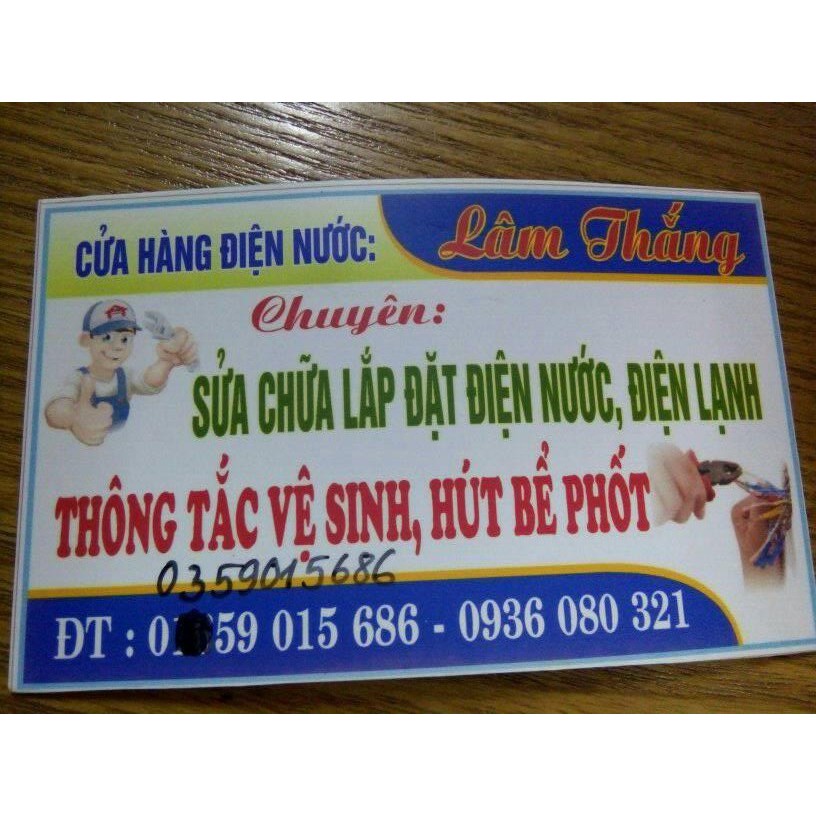 CỬA HÀNG ĐIỆN NƯỚC: Lâm Thắng
Chuyên:
SỬA CHỮA LẮP ĐẶT ĐIỆN NƯỚC, ĐIỆN LẠNH
THÔNG TẮC VỆ SINH, HÚT BỂ PHỐT
0359015686
ĐT : 0 59 015 686 - 0936 080 321